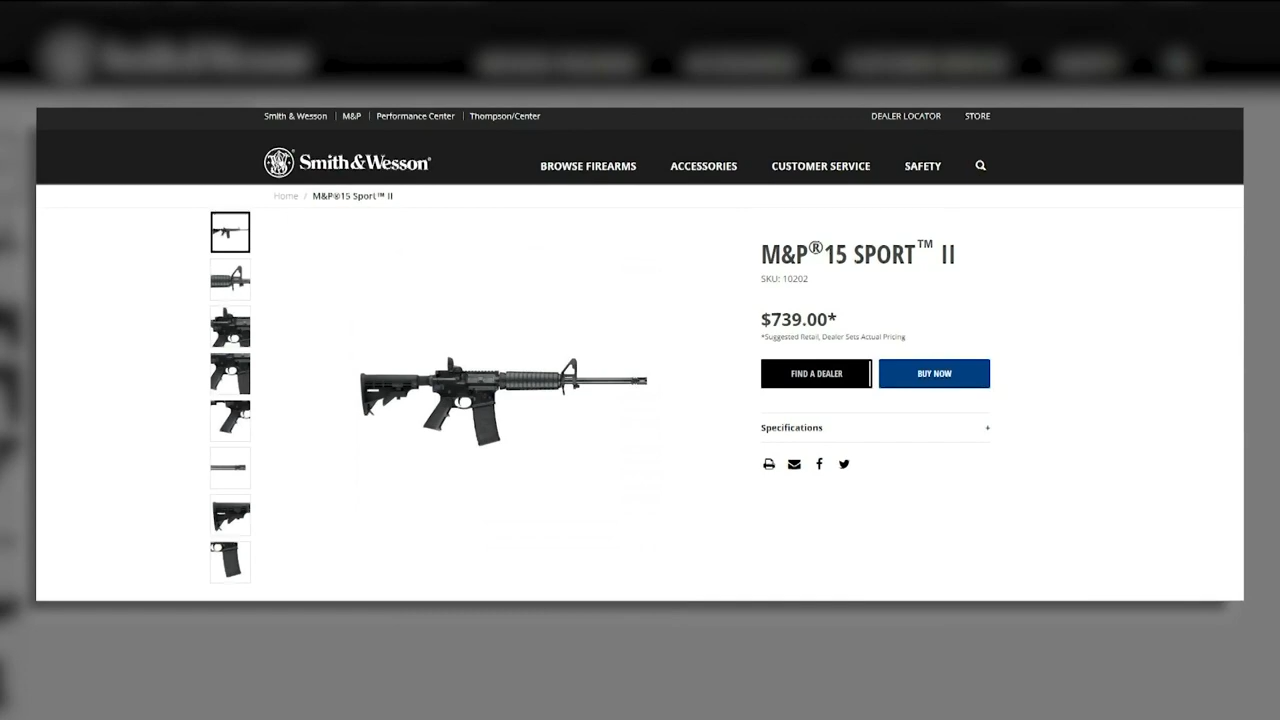 Smith & Wesson | M&P | Performance Center | Thompson/Center
DEALER LOCATOR STORE
Smith&Wesson®
BROWSE FIREARMS ACCESSORIES CUSTOMER SERVICE SAFETY
Home / M&P®15 Sport™ II
M&P®15 SPORT™ II
SKU: 10202
$739.00*
*Suggested Retail, Dealer Sets Actual Pricing
FIND A DEALER BUY NOW
Specifications +